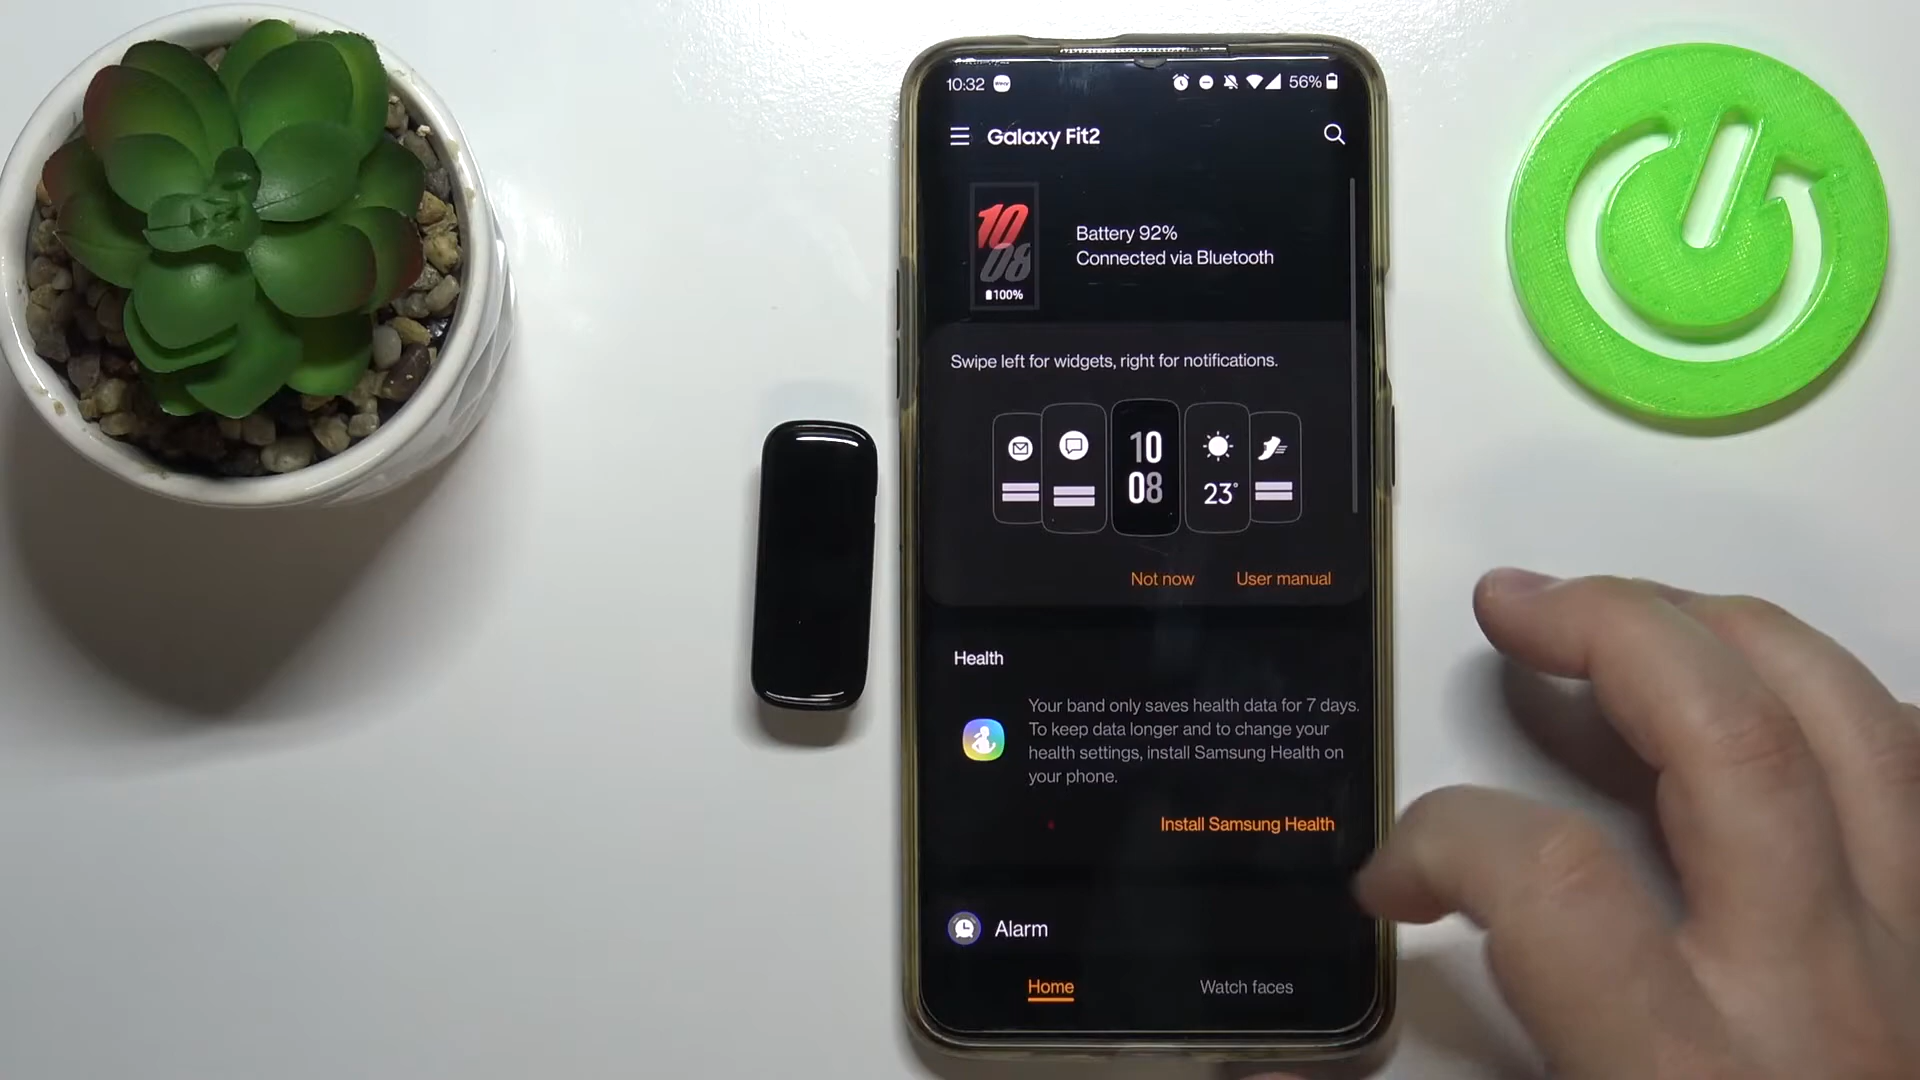 10:32
56%
Galaxy Fit2
10
08
100%
Battery 92%
Connected via Bluetooth
Swipe left for widgets, right for notifications.
10
08
23°
Not now
User manual
Health
Your band only saves health data for 7 days.
To keep data longer and to change your
health settings, install Samsung Health on
your phone.
Install Samsung Health
Alarm
Home
Watch faces